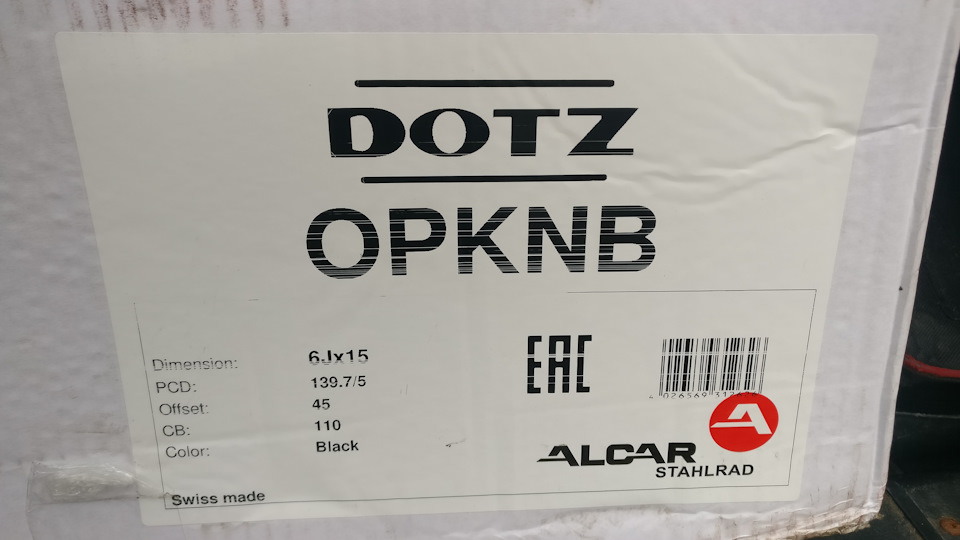 DOTZ
OPKNB
Dimension: 6Jx15
PCD: 139.7/5
Offset: 45
CB: 110
Color: Black
Swiss made
EAC
A
ALCAR
STAHLRAD